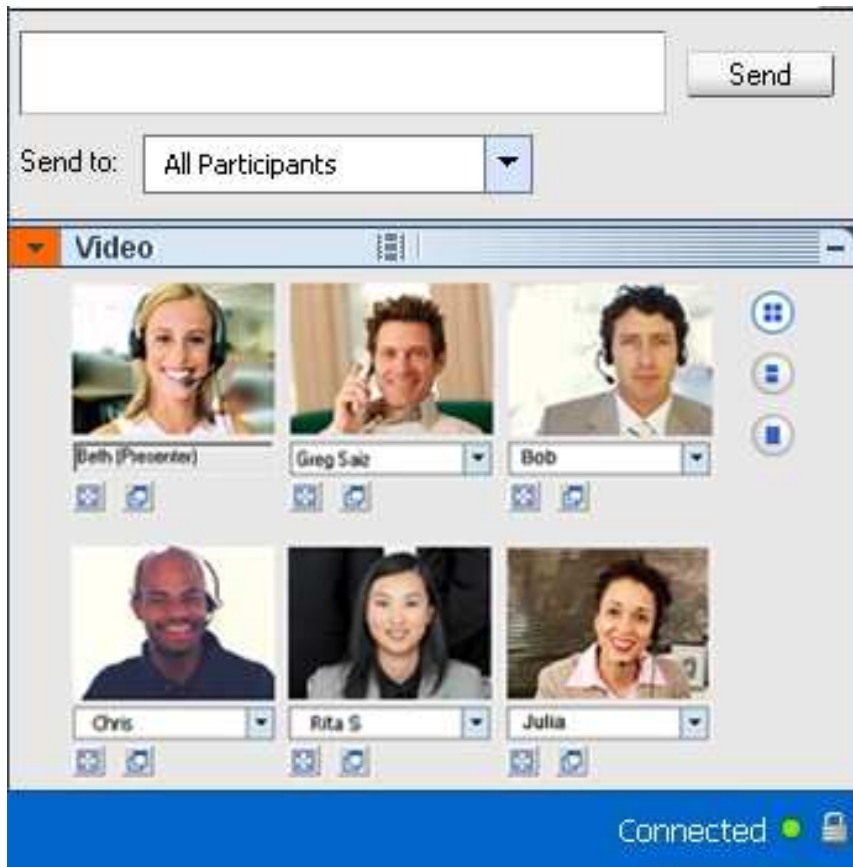 Send
Send to: All Participants
Video
Beth (Presenter) Greg Saiz Bob
Chris Rita S Julia
Connected